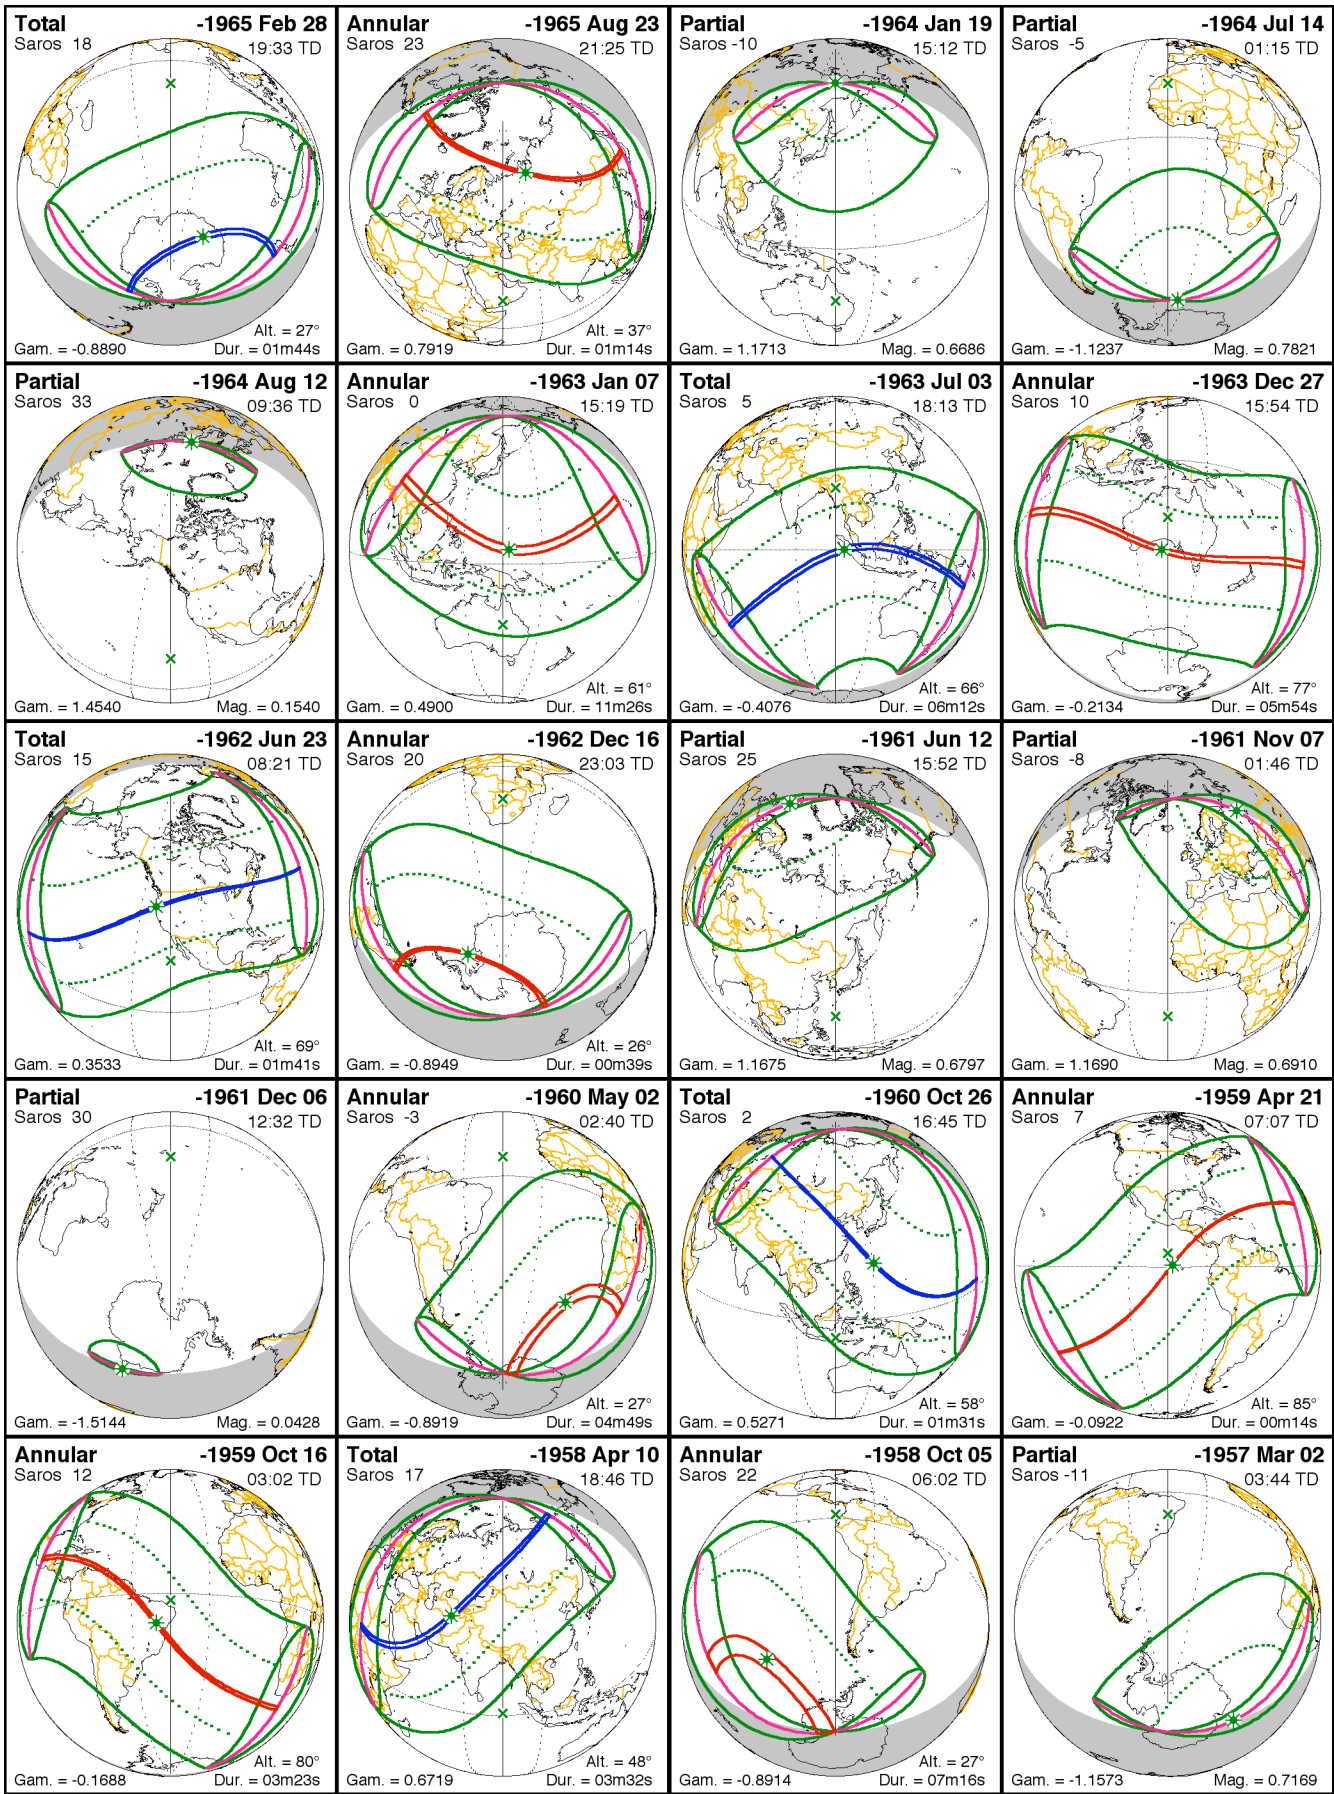 Total -1965 Feb 28
Saros 18 19:33 TD
Alt. = 27°
Gam. = -0.8890 Dur. = 01m44s
Annular -1965 Aug 23
Saros 23 21:25 TD
Alt. = 37°
Gam. = 0.7919 Dur. = 01m14s
Partial -1964 Jan 19
Saros -10 15:12 TD
Gam. = 1.1713 Mag. = 0.6686
Partial -1964 Jul 14
Saros -5 01:15 TD
Gam. = -1.1237 Mag. = 0.7821
Partial -1964 Aug 12
Saros 33 09:36 TD
Gam. = 1.4540 Mag. = 0.1540
Annular -1963 Jan 07
Saros 0 15:19 TD
Alt. = 61°
Gam. = 0.4900 Dur. = 11m26s
Total -1963 Jul 03
Saros 5 18:13 TD
Alt. = 66°
Gam. = -0.4076 Dur. = 06m12s
Annular -1963 Dec 27
Saros 10 15:54 TD
Alt. = 77°
Gam. = -0.2134 Dur. = 05m54s
Total -1962 Jun 23
Saros 15 08:21 TD
Alt. = 69°
Gam. = 0.3533 Dur. = 01m41s
Annular -1962 Dec 16
Saros 20 23:03 TD
Alt. = 26°
Gam. = -0.8949 Dur. = 00m39s
Partial -1961 Jun 12
Saros 25 15:52 TD
Gam. = 1.1675 Mag. = 0.6797
Partial -1961 Nov 07
Saros -8 01:46 TD
Gam. = 1.1690 Mag. = 0.6910
Partial -1961 Dec 06
Saros 30 12:32 TD
Gam. = -1.5144 Mag. = 0.0428
Annular -1960 May 02
Saros -3 02:40 TD
Alt. = 27°
Gam. = -0.8919 Dur. = 04m49s
Total -1960 Oct 26
Saros 2 16:45 TD
Alt. = 58°
Gam. = 0.5271 Dur. = 01m31s
Annular -1959 Apr 21
Saros 7 07:07 TD
Alt. = 85°
Gam. = -0.0922 Dur. = 00m14s
Annular -1959 Oct 16
Saros 12 03:02 TD
Alt. = 80°
Gam. = -0.1688 Dur. = 03m23s
Total -1958 Apr 10
Saros 17 18:46 TD
Alt. = 48°
Gam. = 0.6719 Dur. = 03m32s
Annular -1958 Oct 05
Saros 22 06:02 TD
Alt. = 27°
Gam. = -0.8914 Dur. = 07m16s
Partial -1957 Mar 02
Saros -11 03:44 TD
Gam. = -1.1573 Mag. = 0.7169